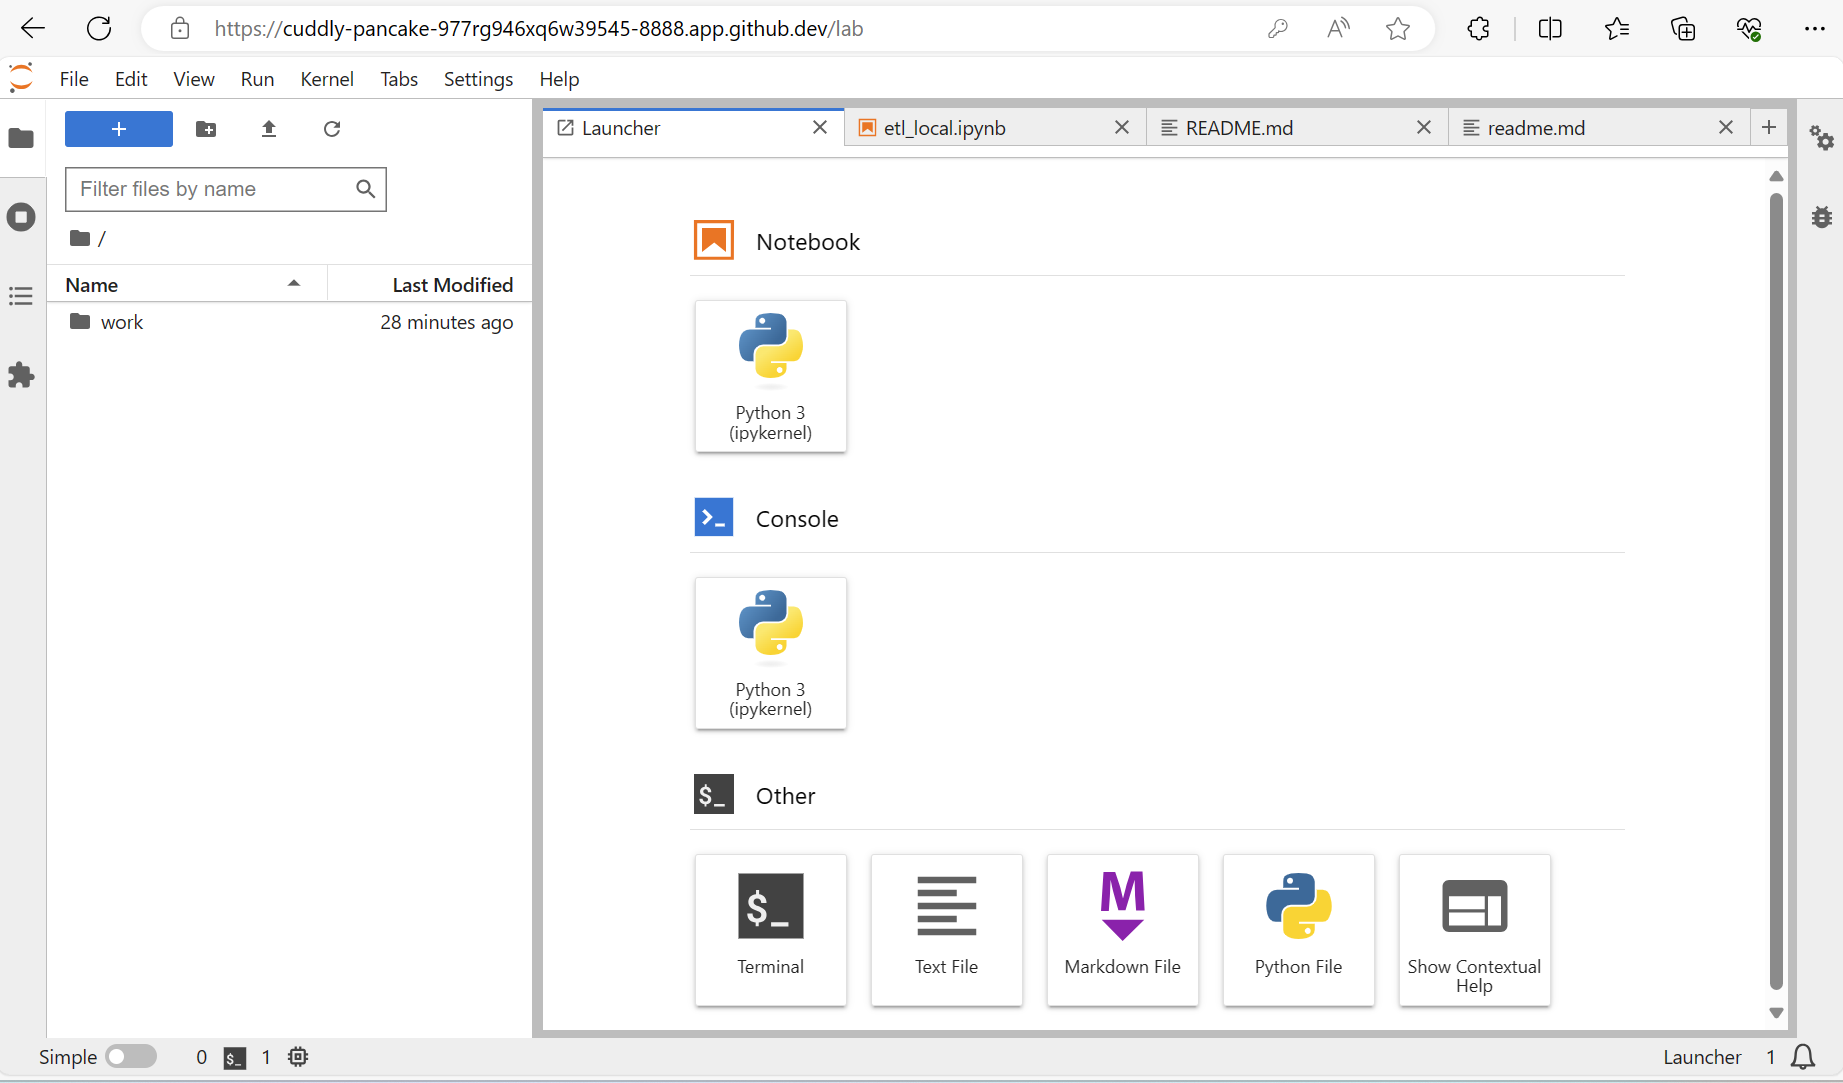 https://cuddly-pancake-977rg946xq6w39545-8888.app.github.dev/lab
File Edit View Run Kernel Tabs Settings Help
+
Filter files by name
/
Name Last Modified
work 28 minutes ago
Launcher etl_local.ipynb README.md readme.md
Notebook
Python 3
(ipykernel)
>_ Console
Python 3
(ipykernel)
$_ Other
$_
Terminal
Text File
M
Markdown File
Python File
Show Contextual
Help
Simple 0 $_ 1 Launcher 1